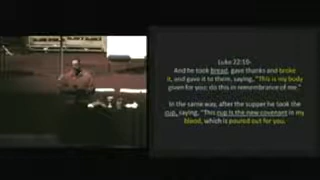 Luke 22:19-
And he took bread, gave thanks and broke
it, and gave it to them, saying, "This is my body
given for you; do this in remembrance of me."
In the same way, after the supper he took the
cup, saying, "This cup is the new covenant in my
blood, which is poured out for you.